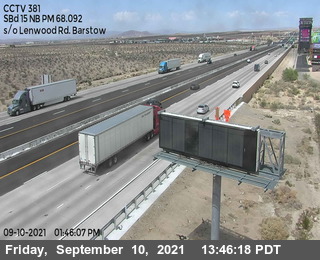 CCTV 381
SBd 15 NB PM 68.092
s/o Lenwood Rd. Barstow
09-10-2021 01:46:07 PM
Friday, September 10, 2021 13:46:18 PDT